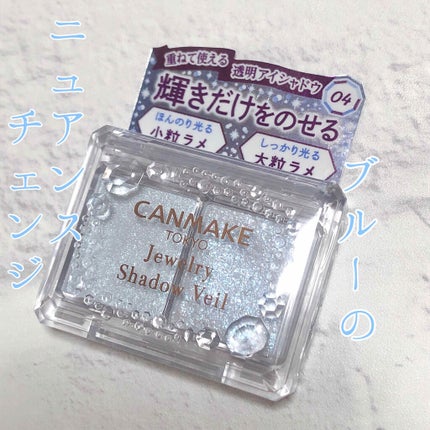 ブルーの
ニュアンス
チェンジ
重ねて使える
透明アイシャドウ
04
輝きだけをのせる
ほんのり光る
小粒ラメ
しっかり光る
大粒ラメ
CANMAKE
TOKYO
Jewelry
Shadow Veil